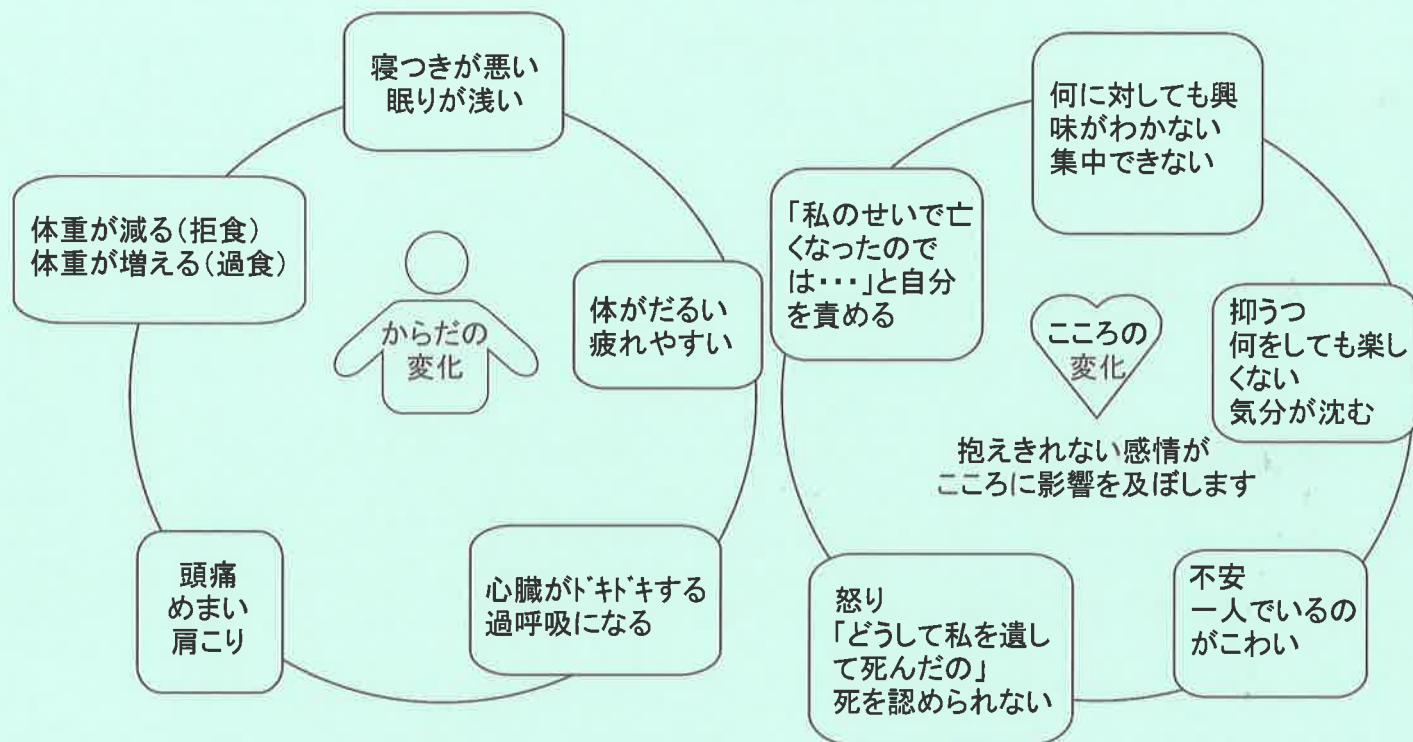 寝つきが悪い
眠りが浅い
体重が減る(拒食)
体重が増える(過食)
からだの
変化
体がだるい
疲れやすい
頭痛
めまい
肩こり
心臓がﾄﾞｷﾄﾞｷする
過呼吸になる
何に対しても興
味がわかない
集中できない
「私のせいで亡
くなったので
は・・・」と自分
を責める
こころの
変化
抑うつ
何をしても楽し
くない
気分が沈む
抱えきれない感情が
こころに影響を及ぼします
怒り
「どうして私を遺し
て死んだの」
死を認められない
不安
一人でいるの
がこわい